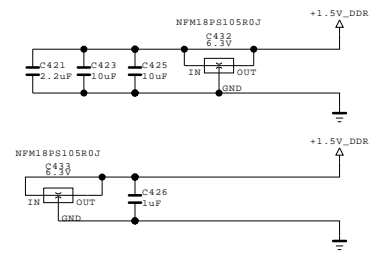 +1.5V_DDR
NFM18PS105R0J
C432
6.3V
C421
2.2uF
C423
10uF
C425
10uF
IN
OUT
GND
+1.5V_DDR
NFM18PS105R0J
C433
6.3V
IN
OUT
GND
C426
1uF